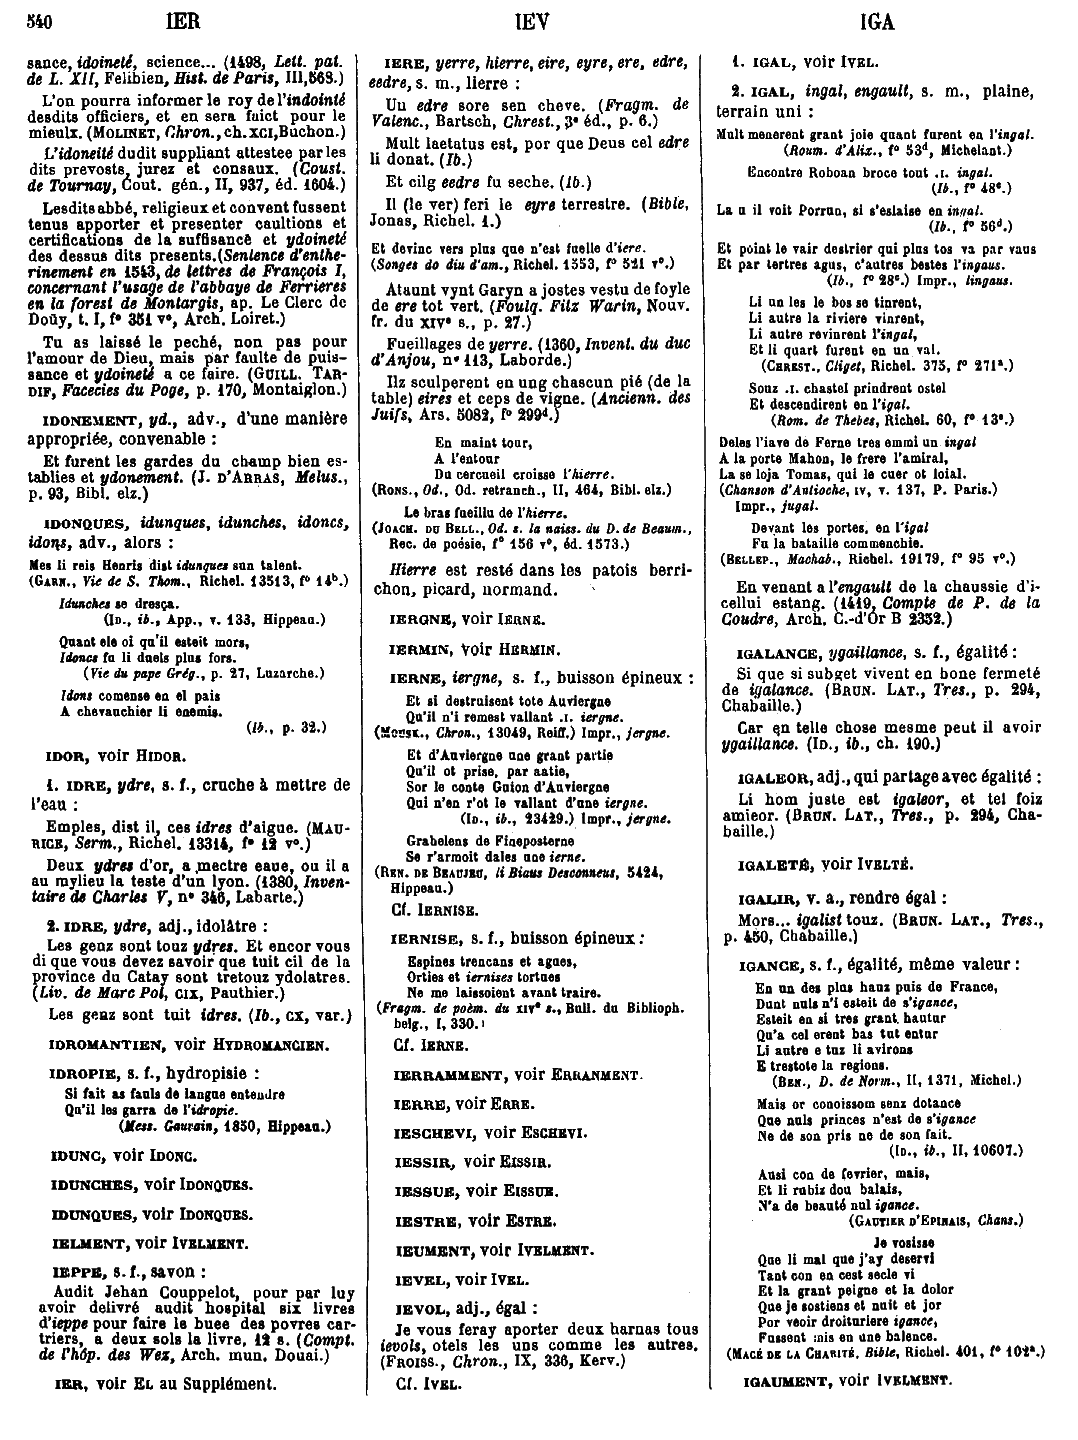 540 IER IEV IGA
sance, idoineté, science... (1498, Lett. pat.
de L. XII, Felibien, Hist. de Paris, III, 568.)
L'on pourra informer le roy de l'indointé
desdits officiers, et en sera faict pour le
mieulx. (MOLINET, Chron., ch. XCI, Buchon.)
L'idoneité dudit suppliant attestee par les
dits prevosts, jurez et consaux. (Coust.
de Tournay, Cout. gén., II, 937, éd. 1604.)
Lesdits abbé, religieux et convent fussent
tenus apporter et presenter caultions et
certifications de la suffisance et ydoineté
des dessus dits presents. (Sentence d'enthe-
rinement en 1543, de lettres de François I,
concernant l'usage de l'abbaye de Ferrieres
en la forest de Montargis, ap. Le Clerc de
Doüy, t. I, f° 351 v°, Arch. Loiret.)
Tu as laissé le peché, non pas pour
l'amour de Dieu, mais par faulte de puis-
sance et ydoineté a ce faire. (GUILL. TAR-
DIF, Facecies du Poge, p. 170, Montaiglon.)
IDONEMENT, yd., adv., d'une manière
appropriée, convenable :
Et furent les gardes du champ bien es-
tablies et ydonement. (J. D'ARRAS, Melus.,
p. 93, Bibl. elz.)
IDONQUES, idunques, idunches, idoncs,
idons, adv., alors :
Mes li reis Henris dist idunques sun talent.
(GARN., Vie de S. Thom., Richel. 13513, f° 14b.)
Idunches se dresça.
(ID., ib., App., v. 133, Hippeau.)
Quant ele oi qu'il esteit mors,
Idoncs fu li duels plus fors.
(Vie du pape Grég., p. 27, Luzarche.)
Idons comense en el pais
A chevauchier li enemis.
(Ib., p. 32.)
IDOR, voir HIDOR.
1. IDRE, ydre, s. f., cruche à mettre de
l'eau :
Emples, dist il, ces idres d'aigue. (MAU-
RICE, Serm., Richel. 13314, f° 12 v°.)
Deux ydres d'or, a mectre eaue, ou il a
au mylieu la teste d'un lyon. (1380, Inven-
taire de Charles V, n° 346, Labarte.)
2. IDRE, ydre, adj., idolâtre :
Les genz sont touz ydres. Et encor vous
di que vous devez savoir que tuit cil de la
province du Catay sont tretouz ydolatres.
(Liv. de Marc Pol, CIX, Pauthier.)
Les genz sont tuit idres. (Ib., CX, var.)
IDROMANTIEN, voir HYDROMANCIEN.
IDROPIE, s. f., hydropisie :
Si fait as fauls de langue entendre
Qu'il les garra de l'idropie.
(Mess. Gauvain, 1850, Hippeau.)
IDUNC, voir IDONC.
IDUNCHES, voir IDONQUES.
IDUNQUES, voir IDONQUES.
IELMENT, voir IVELMENT.
IEPPE, s. f., savon :
Audit Jehan Couppelot, pour par luy
avoir delivré audit hospital six livres
d'ieppe pour faire le buee des povres car-
triers, a deux sols la livre, 12 s. (Compt.
de l'hôp. des Wez, Arch. mun. Douai.)
IER, voir EL au Supplément.
IERE, yerre, hierre, eire, eyre, ere, edre,
eedre, s. m., lierre :
Uu edre sore sen cheve. (Fragm. de
Valenc., Bartsch, Chrest., 3e éd., p. 6.)
Mult laetatus est, por que Deus cel edre
li donat. (Ib.)
Et cilg eedre fu seche. (Ib.)
Il (le ver) feri le eyre terrestre. (Bible,
Jonas, Richel. 1.)
Et devinc vers plus que n'est fuelle d'iere.
(Songes do diu d'am., Richel. 1553, f° 521 v°.)
Ataunt vynt Garyn a jostes vestu de foyle
de ere tot vert. (Foulq. Fitz Warin, Nouv.
fr. du XIVe s., p. 27.)
Fueillages de yerre. (1360, Invent. du duc
d'Anjou, n° 113, Laborde.)
Ilz sculperent en ung chascun pié (de la
table) eires et ceps de vigne. (Ancienn. des
Juifs, Ars. 5082, f° 299d.)
En maint tour,
A l'entour
Du cercueil croisse l'hierre.
(RONS., Od., Od. retranch., II, 464, Bibl. elz.)
Le bras fueillu de l'hierre.
(JOACH. DU BELL., Od. s. la naiss. du D. de Beaum.,
Rec. de poésie, f° 156 v°, éd. 1573.)
Hierre est resté dans les patois berri-
chon, picard, normand.
IERGNE, voir IERNE.
IERMIN, voir HERMIN.
IERNE, iergne, s. f., buisson épineux :
Et si destruisent tote Auviergne
Qu'il n'i remest vallant .I. iergne.
(MOUSK., Chron., 13049, Reiff.) Impr., jergne.
Et d'Auviergne une grant partie
Qu'il ot prise, par aatie,
Sor le conte Guion d'Auviergne
Qui n'en r'ot le vallant d'une iergne.
(ID., ib., 23429.) Impr., jergne.
Grahelens de Fineposterne
Se r'armoit dales une ierne.
(REN. DE BEAUJEU, li Biaus Desconneus, 5424,
Hippeau.)
Cf. IERNISE.
IERNISE, s. f., buisson épineux :
Espines trencans et agues,
Orties et iernises tortues
Ne me laissoient avant traire.
(Fragm. de poèm. du XIVe s., Bull. du Biblioph.
belg., I, 330.)
Cf. IERNE.
IERRAMMENT, voir ERRANMENT.
IERRE, voir ERRE.
IESCHEVI, voir ESCHEVI.
IESSIR, voir EISSIR.
IESSUE, voir EISSUE.
IESTRE, voir ESTRE.
IEUMENT, voir IVELMENT.
IEVEL, voir IVEL.
IEVOL, adj., égal :
Je vous feray aporter deux harnas tous
ievols, otels les uns comme les autres.
(FROISS., Chron., IX, 336, Kerv.)
Cf. IVEL.
1. IGAL, voir IVEL.
2. IGAL, ingal, engault, s. m., plaine,
terrain uni :
Mult menerent grant joie quant furent en l'ingal.
(Roum. d'Alix., f° 53d, Michelant.)
Encontre Roboan broce tout .I. ingal.
(Ib., f° 48c.)
La u il voit Porrun, si s'eslaise en ingal.
(Ib., f° 56d.)
Et point le vair destrier qui plus tos va par vaus
Et par tertres agus, c'autres bestes l'ingaus.
(Ib., f° 28c.) Impr., lingaus.
Li un les le bos se tinrent,
Li autre la riviere vinrent,
Li autre revinrent l'ingal,
Et li quart furent en un val.
(CHREST., Cliget, Richel. 375, f° 271a.)
Souz .I. chastel prindrent ostel
Et descendirent en l'igal.
(Rom. de Thebes, Richel. 60, f° 13c.)
Deles l'iave de Ferne tres emmi un ingal
A la porte Mahon, le frere l'amiral,
La se loja Tomas, qui le cuer ot loial.
(Chanson d'Antioche, IV, v. 137, P. Paris.)
Impr., jugal.
Devant les portes, en l'igal
Fu la bataille commenchie.
(BELLEP., Machab., Richel. 19179, f° 95 v°.)
En venant a l'engault de la chaussie d'i-
cellui estang. (1419, Compte de P. de la
Coudre, Arch. C.-d'Or B 2352.)
IGALANCE, ygaillance, s. f., égalité :
Si que si subget vivent en bone fermeté
de igalance. (BRUN. LAT., Tres., p. 294,
Chabaille.)
Car en telle chose mesme peut il avoir
ygaillance. (ID., ib., ch. 190.)
IGALEOR, adj., qui partage avec égalité :
Li hom juste est igaleor, et tel foiz
amieor. (BRUN. LAT., Tres., p. 294, Cha-
baille.)
IGALETÉ, voir IVELTÉ.
IGALIR, v. a., rendre égal :
Mors... igalist touz. (BRUN. LAT., Tres.,
p. 450, Chabaille.)
IGANCE, s. f., égalité, même valeur :
En un des plus hauz puis de France,
Dunt nuls n'i esteit de s'igance,
Esteit en si tres grant hautur
Qu'a cel erent bas tut entur
Li autre e tuz li avirons
E trestote la regions.
(BEN., D. de Norm., II, 1371, Michel.)
Mais or conoissom senz dotance
Que nuls princes n'est de s'igance
Ne de son pris ne de son fait.
(ID., ib., II, 10607.)
Ausi con de fevrier, mais,
Et li rubiz dou balais,
N'a de beauté nul igance.
(GAUTIER D'EPINAIS, Chans.)
Je vosisse
Que li mal que j'ay deservi
Tant con en cest secle vi
Et la grant peigne et la dolor
Que je sostiens et nuit et jor
Por veoir droituriere igance,
Fussent mis en une balence.
(MACÉ DE LA CHARITÉ, Bible, Richel. 401, f° 102a.)
IGAUMENT, voir IVELMENT.